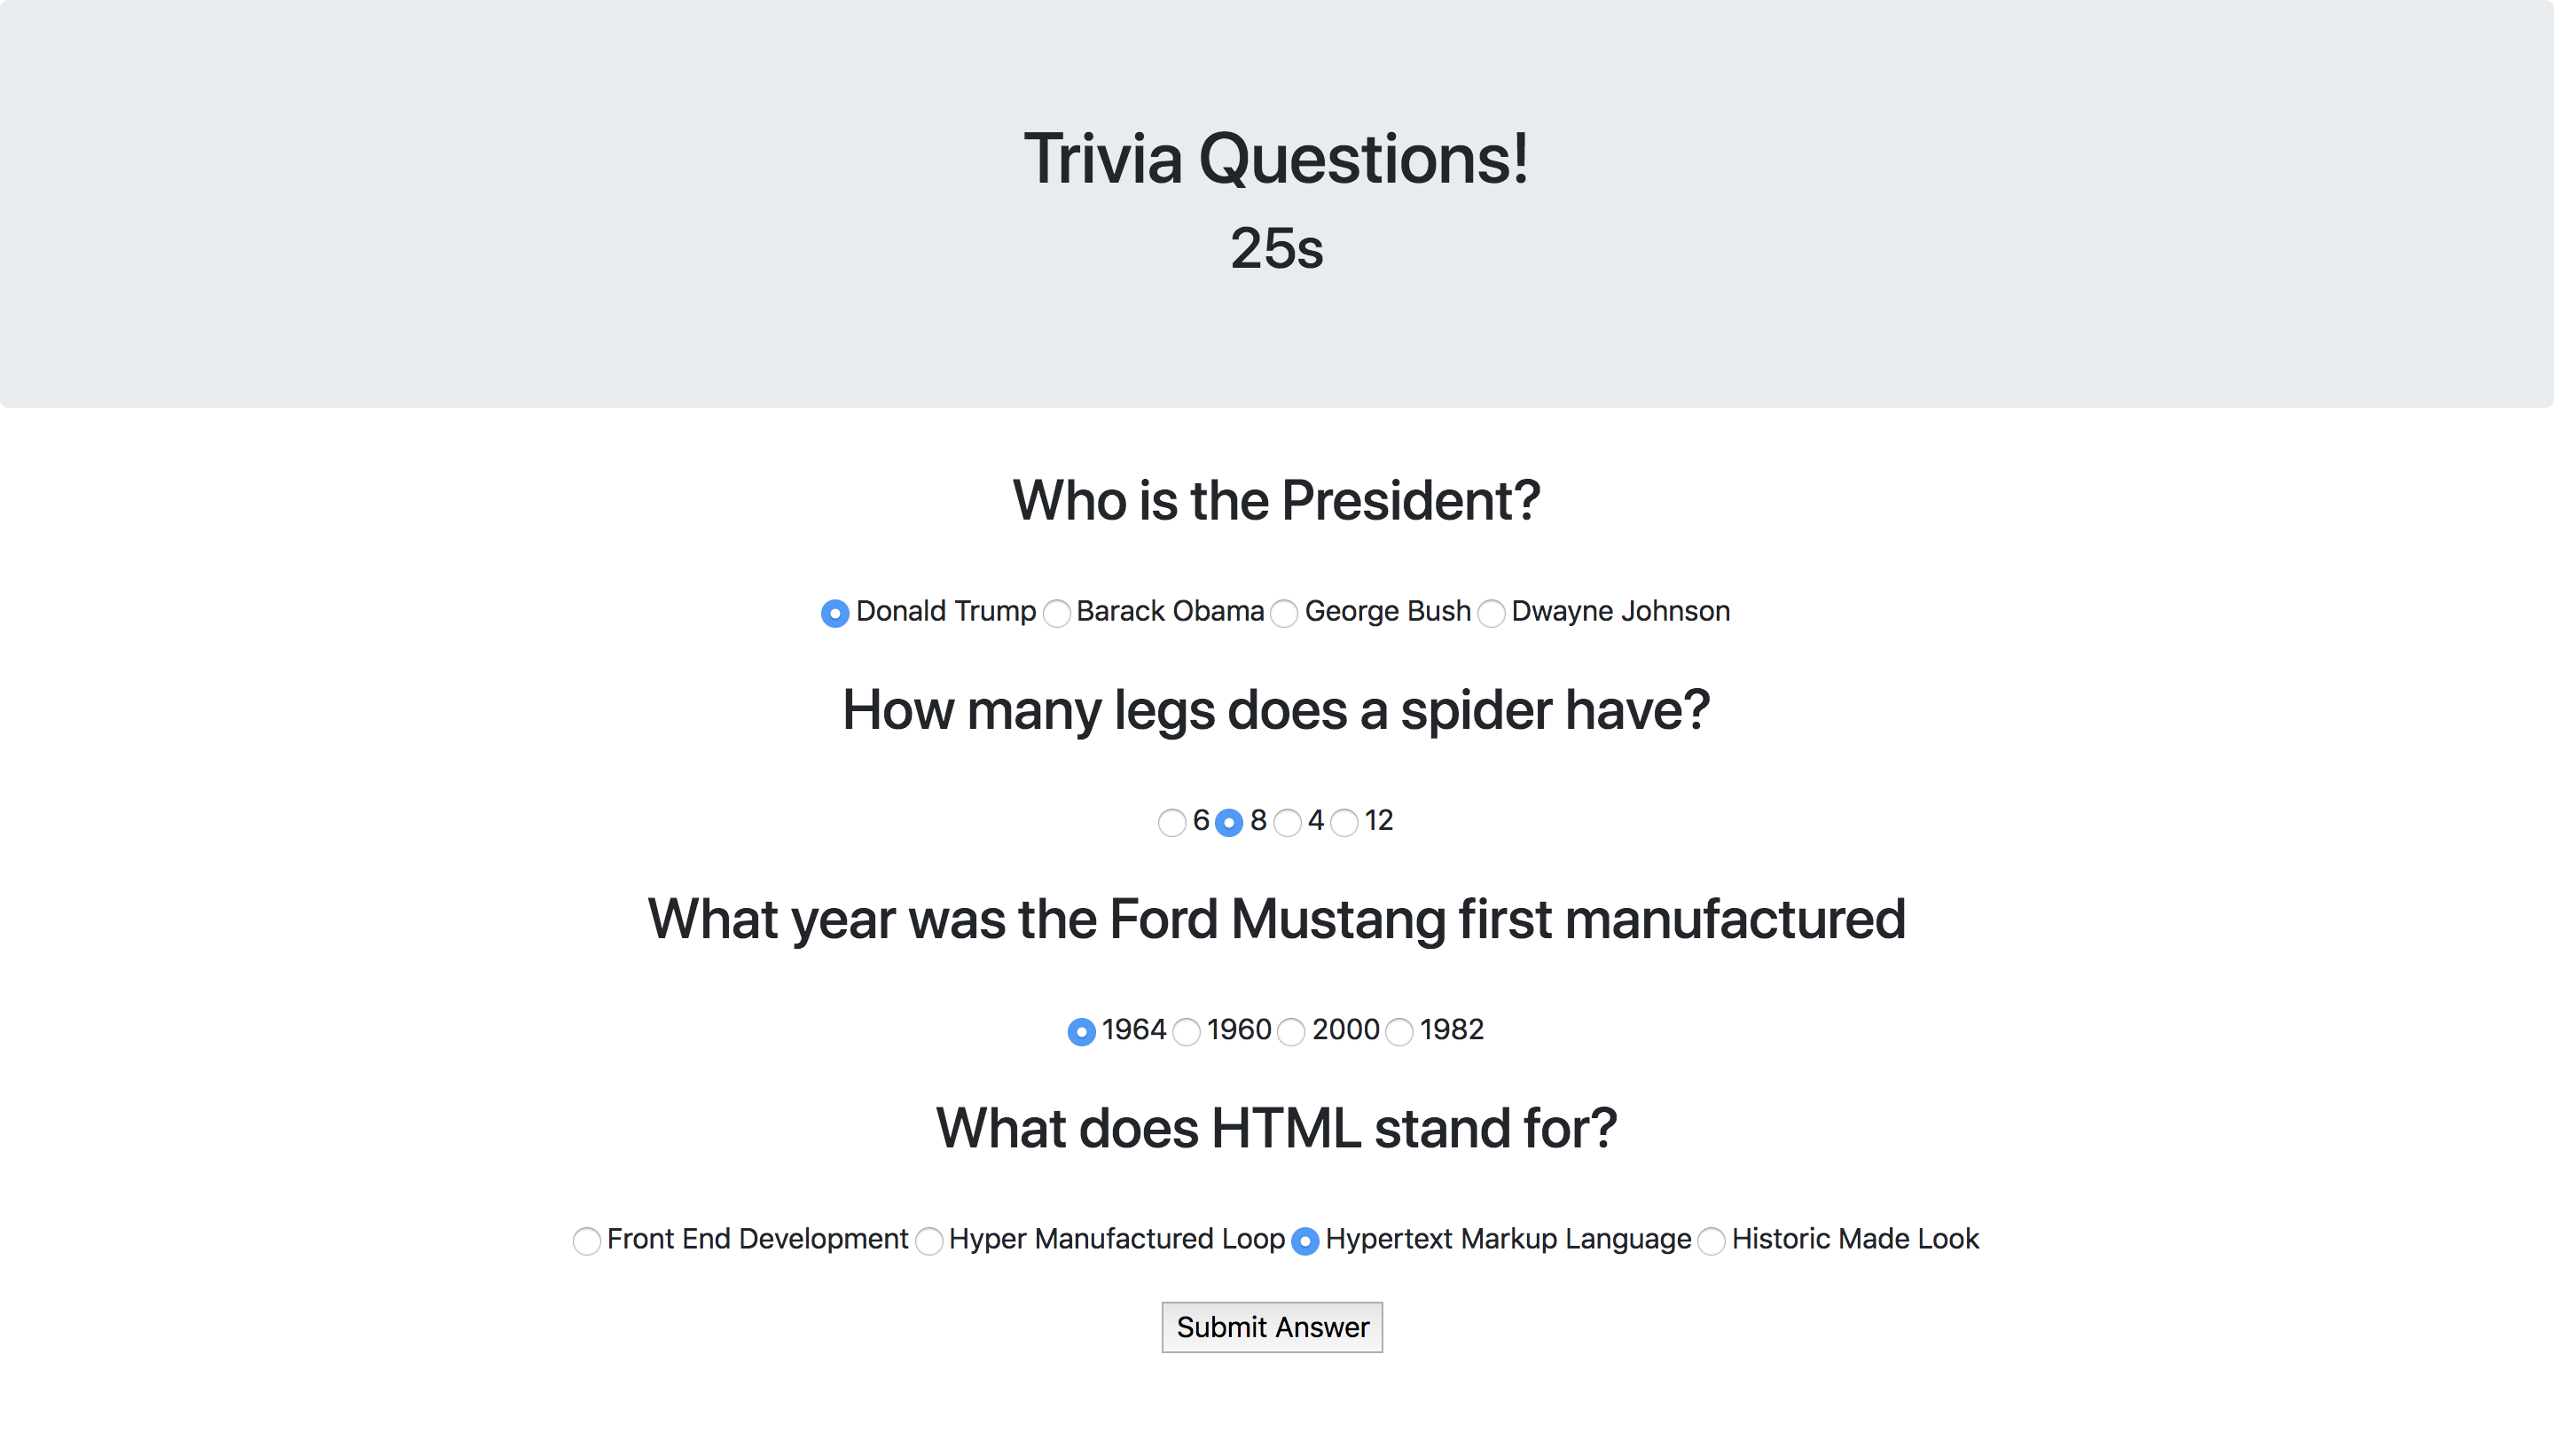 Trivia Questions!
25s
Who is the President?
Donald Trump Barack Obama George Bush Dwayne Johnson
How many legs does a spider have?
6 8 4 12
What year was the Ford Mustang first manufactured
1964 1960 2000 1982
What does HTML stand for?
Front End Development Hyper Manufactured Loop Hypertext Markup Language Historic Made Look
Submit Answer